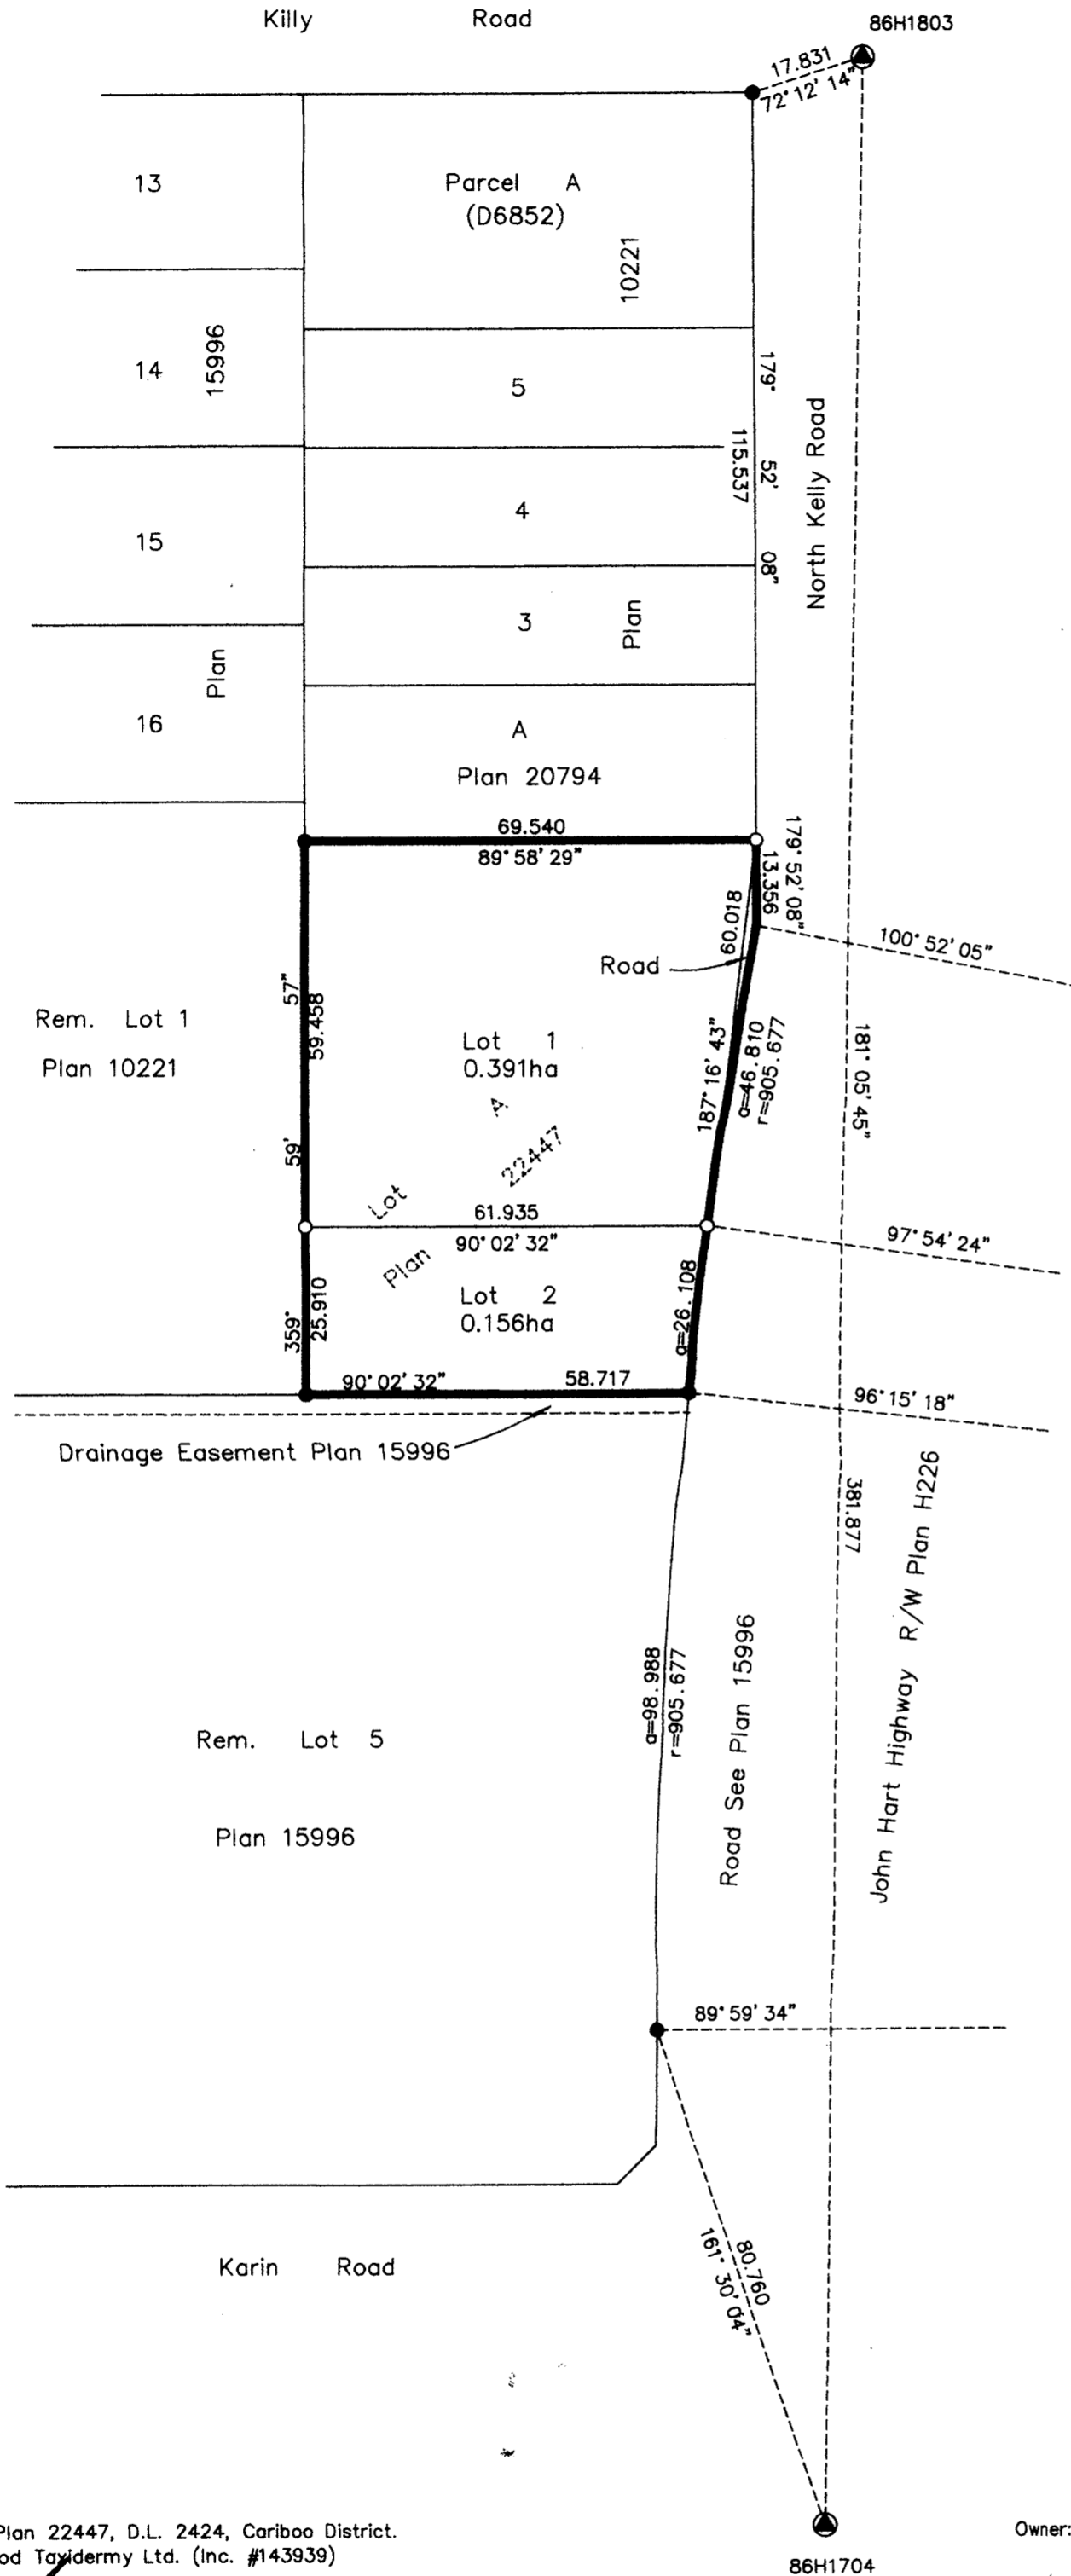 Killy Road
86H1803
17.831
72° 12' 14"
13
Parcel A
(D6852)
10221
14
15996
5
179° 52' 08"
115.537
North Kelly Road
4
15
3
Plan
Plan
16
A
Plan 20794
69.540
89° 58' 29"
179° 52' 08"
13.356
60.018
100° 52' 05"
Road
Rem. Lot 1
Plan 10221
359° 59' 57"
59.458
Lot 1
0.391ha
187° 16' 43"
a=46.810
r=905.677
181° 05' 45"
Lot A
Plan 22447
61.935
90° 02' 32"
97° 54' 24"
25.910
Lot 2
0.156ha
a=26.108
90° 02' 32"
58.717
96° 15' 18"
Drainage Easement Plan 15996
381.877
John Hart Highway R/W Plan H226
a=98.988
r=905.677
Road See Plan 15996
Rem. Lot 5
Plan 15996
89° 59' 34"
80.760
161° 30' 04"
Karin Road
Plan 22447, D.L. 2424, Cariboo District.
od Taxidermy Ltd. (Inc. #143939)
Owner:
86H1704